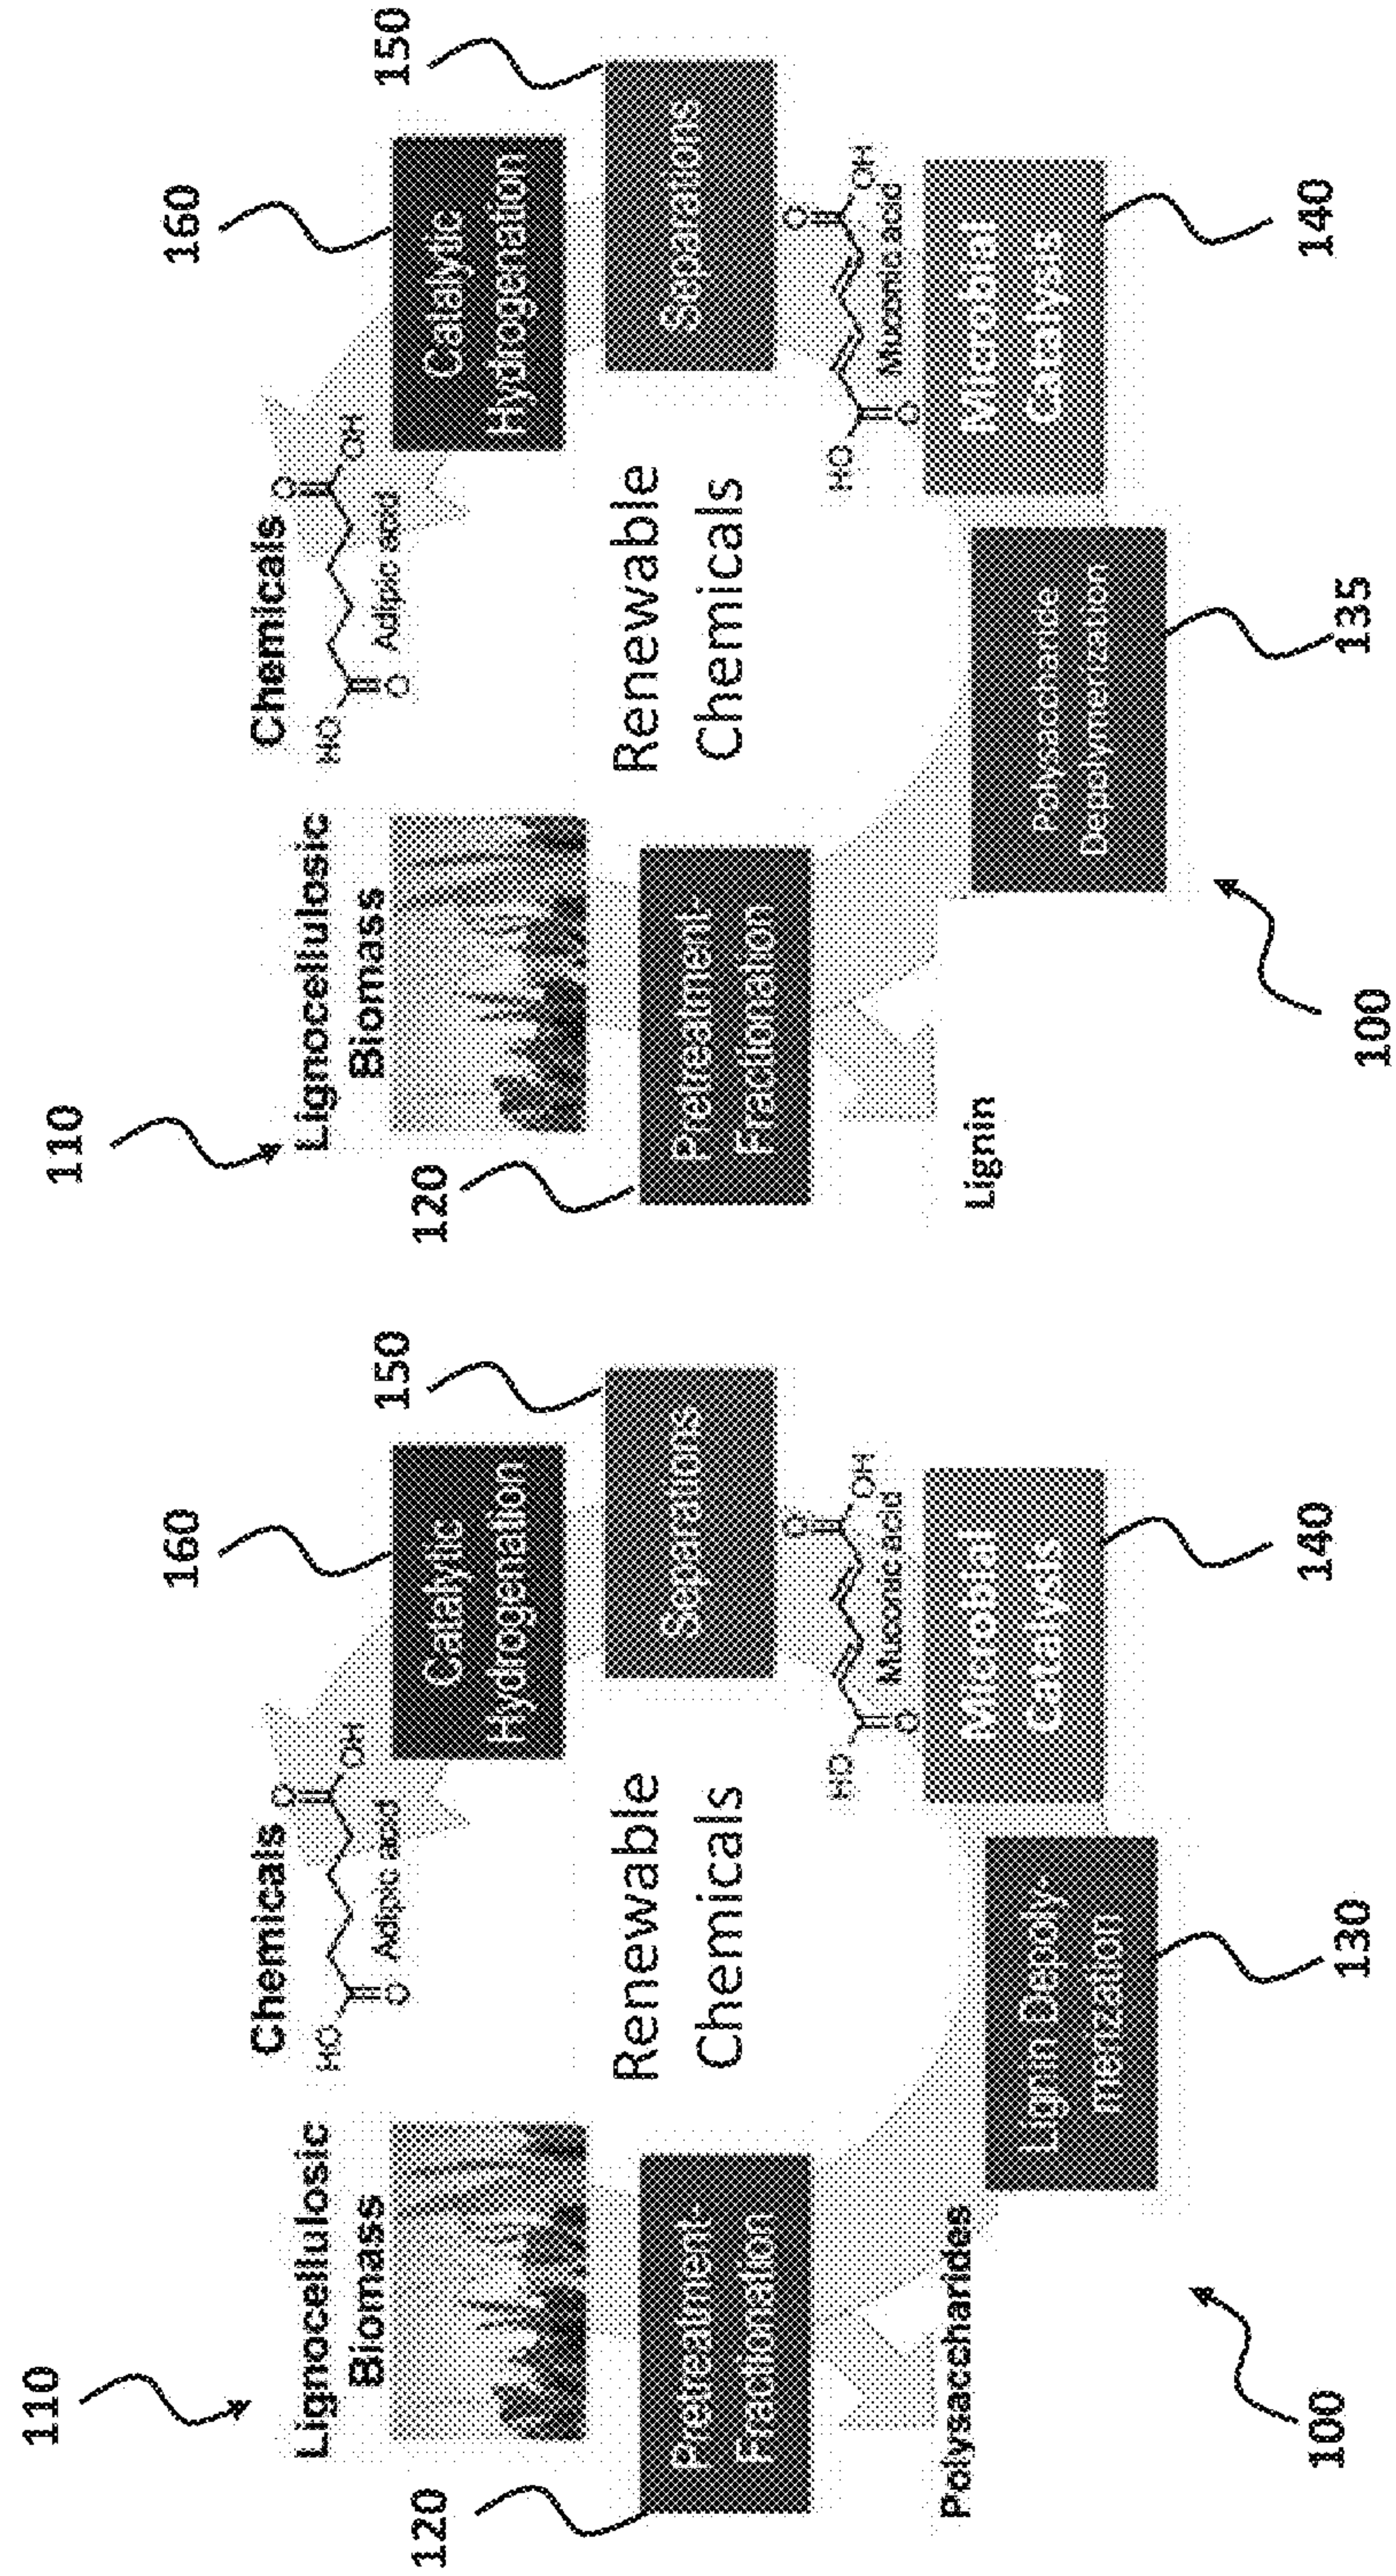 110
Lignocellulosic
Biomass
120
Pretreatment-
Fractionation
Polysaccharides
Lignin Depoly-
merization
130
100
Chemicals
HO
O
O
OH
Adipic acid
Renewable
Chemicals
160
Catalytic
Hydrogenation
150
Separations
HO
O
O
OH
Muconic acid
Microbial
Catalysis
140
110
Lignocellulosic
Biomass
120
Pretreatment-
Fractionation
Lignin
Polysaccharide
Depolymerization
135
100
Chemicals
HO
O
O
OH
Adipic acid
Renewable
Chemicals
160
Catalytic
Hydrogenation
150
Separations
HO
O
O
OH
Muconic acid
Microbial
Catalysis
140